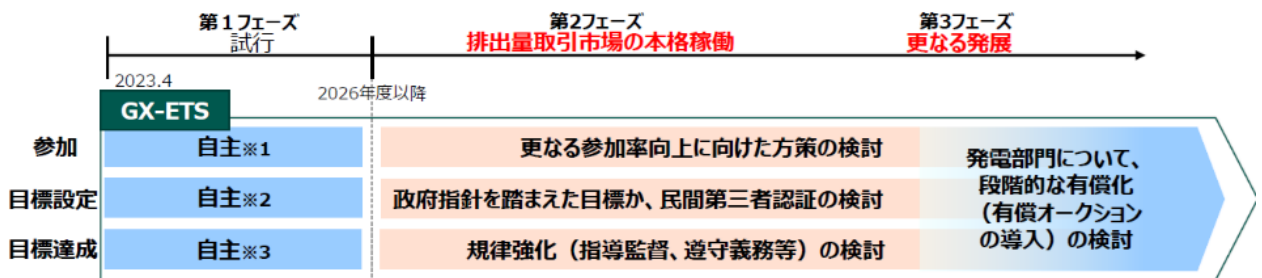 第１フェーズ
試行
第2フェーズ
排出量取引市場の本格稼働
第3フェーズ
更なる発展
2023.4
2026年度以降
GX-ETS
参加
自主※1
更なる参加率向上に向けた方策の検討
目標設定
自主※2
政府指針を踏まえた目標か、民間第三者認証の検討
目標達成
自主※3
規律強化（指導監督、遵守義務等）の検討
発電部門について、
段階的な有償化
（有償オークション
の導入）の検討